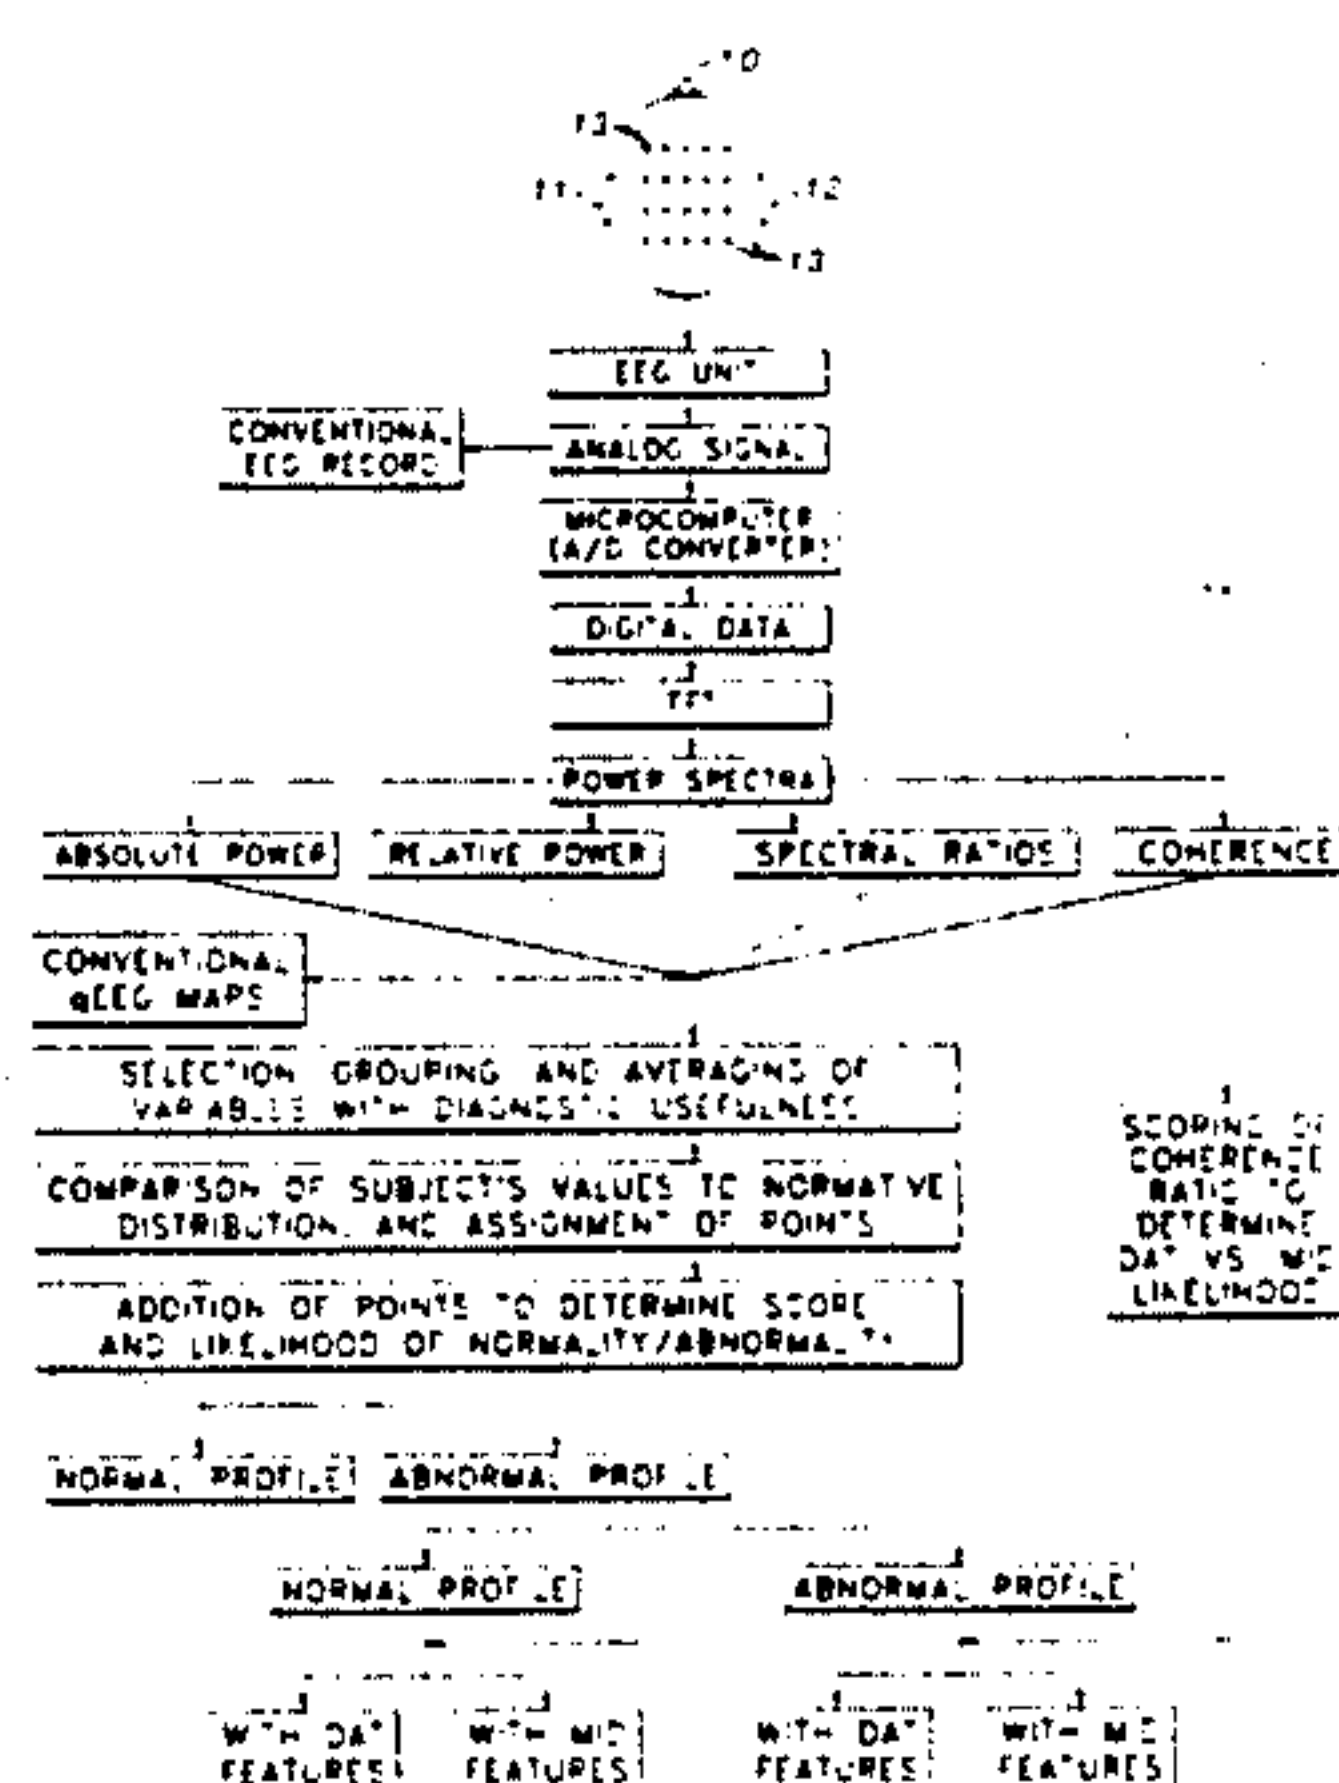 10
13
11
12
13
EEG UNIT
CONVENTIONAL
EEG RECORD
ANALOG SIGNAL
MICROCOMPUTER
(A/D CONVERTER)
DIGITAL DATA
FFT
POWER SPECTRA
ABSOLUTE POWER
RELATIVE POWER
SPECTRAL RATIOS
COHERENCE
CONVENTIONAL
qEEG MAPS
SELECTION GROUPING AND AVERAGING OF
VARIABLES WITH DIAGNOSTIC USEFULNESS
COMPARISON OF SUBJECT'S VALUES TO NORMATIVE
DISTRIBUTION, AND ASSIGNMENT OF POINTS
ADDITION OF POINTS TO DETERMINE SCORE
AND LIKELIHOOD OF NORMALITY/ABNORMALITY
SCORING OF
COHERENCE
RATIO TO
DETERMINE
DAT VS. MID
LIKELIHOOD
NORMAL PROFILE
ABNORMAL PROFILE
NORMAL PROFILE
ABNORMAL PROFILE
WITH DAT
FEATURES
WITH MID
FEATURES
WITH DAT
FEATURES
WITH MID
FEATURES